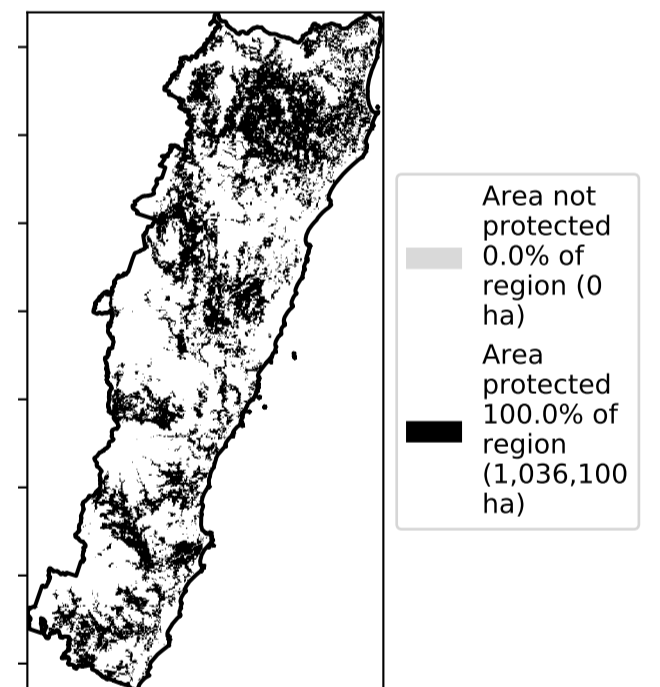 Area not
protected
0.0% of
region (0
ha)
Area
protected
100.0% of
region
(1,036,100
ha)